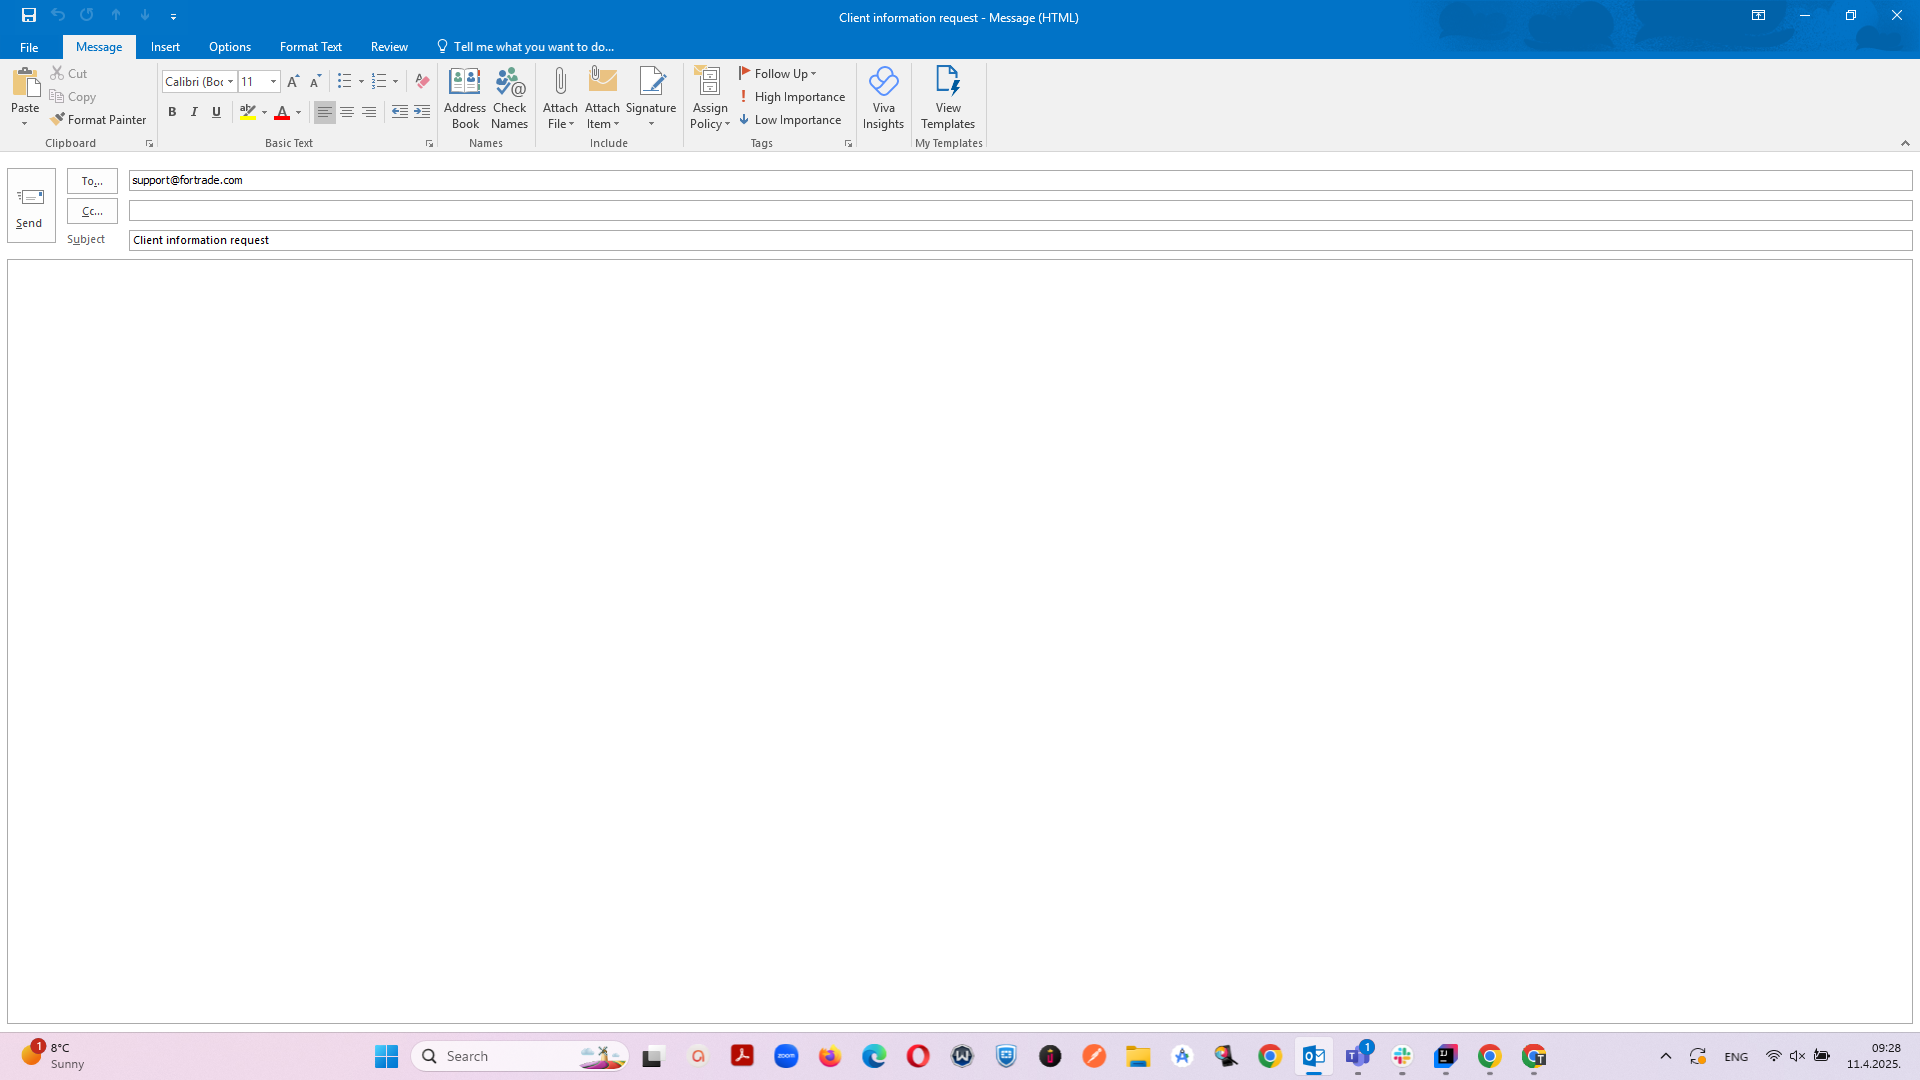 Client information request - Message (HTML)
File
Message
Insert
Options
Format Text
Review
Tell me what you want to do...
Paste
Cut
Copy
Format Painter
Clipboard
Calibri (Boc
11
B
I
U
Basic Text
Address
Book
Check
Names
Names
Attach
File
Attach
Item
Signature
Include
Assign
Policy
Follow Up
High Importance
Low Importance
Tags
Viva
Insights
View
Templates
My Templates
Send
To...
support@fortrade.com
Cc...
Subject
Client information request
1
8°C
Sunny
Search
zoom
1
ENG
09:28
11.4.2025.